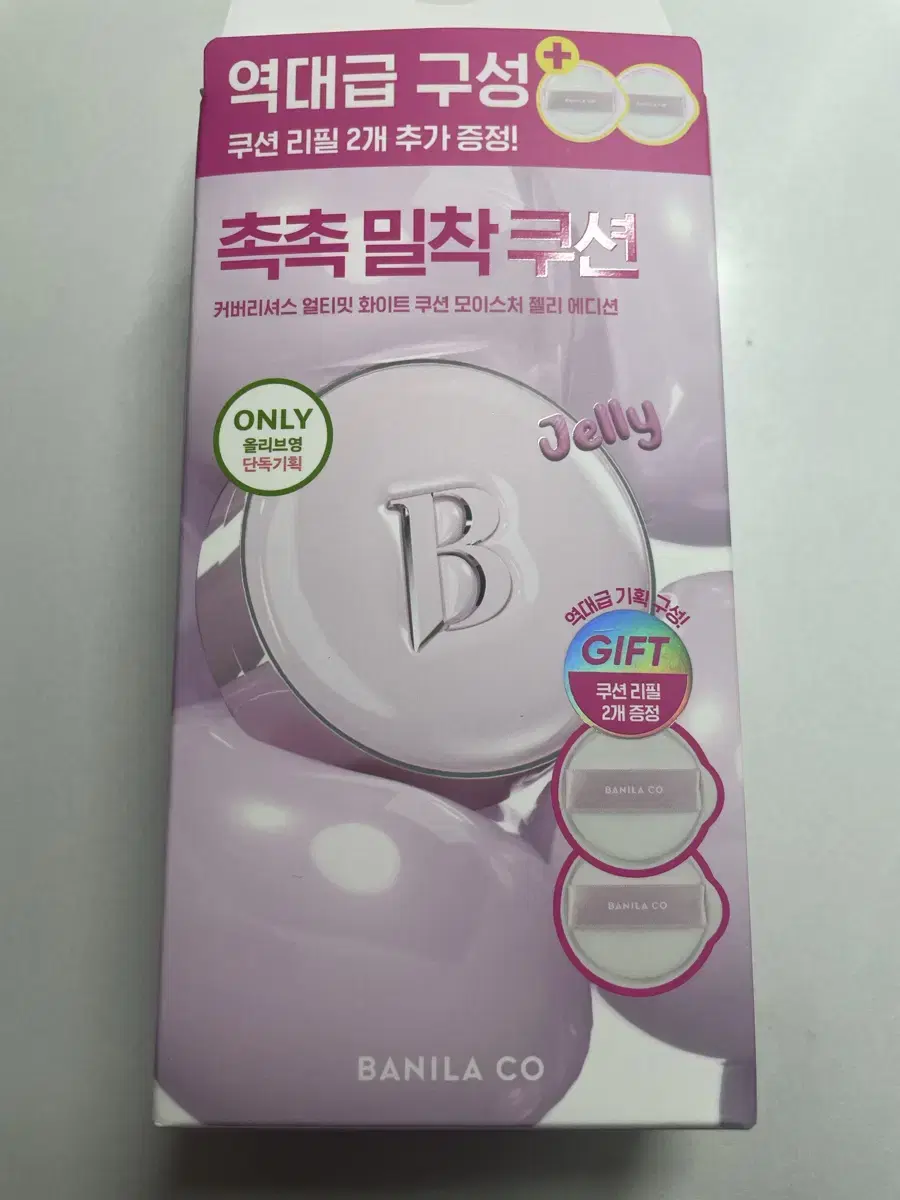 역대급 구성
쿠션 리필 2개 추가 증정!
BANILA CO
촉촉 밀착 쿠션
커버리셔스 얼티밋 화이트 쿠션 모이스처 젤리 에디션
ONLY
올리브영
단독기획
Jelly
B
역대급 기획 구성!
GIFT
쿠션 리필
2개 증정
BANILA CO
BANILA CO
BANILA CO